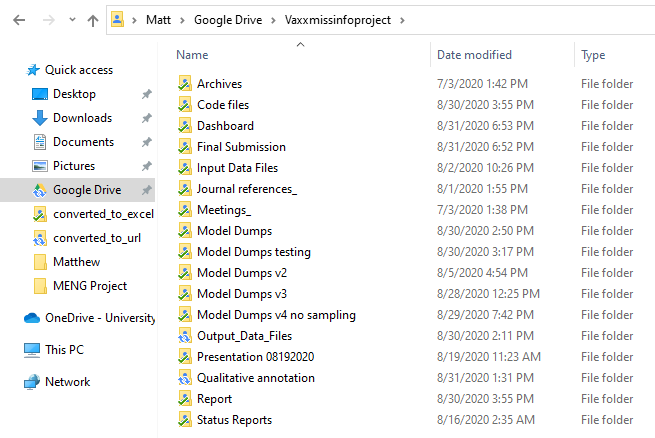 Matt > Google Drive > Vaxxmissinfoproject >
Name Date modified Type
Quick access
Desktop
Downloads
Documents
Pictures
Google Drive
converted_to_excel
converted_to_url
Matthew
MENG Project
OneDrive - University
This PC
Network
Archives 7/3/2020 1:42 PM File folder
Code files 8/30/2020 3:55 PM File folder
Dashboard 8/31/2020 6:53 PM File folder
Final Submission 8/31/2020 6:52 PM File folder
Input Data Files 8/2/2020 10:26 PM File folder
Journal references_ 8/1/2020 1:55 PM File folder
Meetings_ 7/3/2020 1:38 PM File folder
Model Dumps 8/30/2020 2:50 PM File folder
Model Dumps testing 8/30/2020 3:17 PM File folder
Model Dumps v2 8/5/2020 4:54 PM File folder
Model Dumps v3 8/28/2020 12:25 PM File folder
Model Dumps v4 no sampling 8/29/2020 7:42 PM File folder
Output_Data_Files 8/30/2020 2:11 PM File folder
Presentation 08192020 8/19/2020 11:23 AM File folder
Qualitative annotation 8/31/2020 1:31 PM File folder
Report 8/30/2020 3:55 PM File folder
Status Reports 8/16/2020 2:35 AM File folder